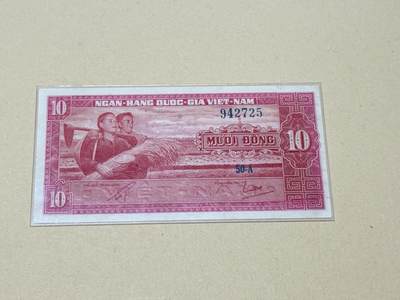 NGAN-HANG QUOC-GIA VIET-NAM
10
942725
MUOI ĐONG
10
50-A
10